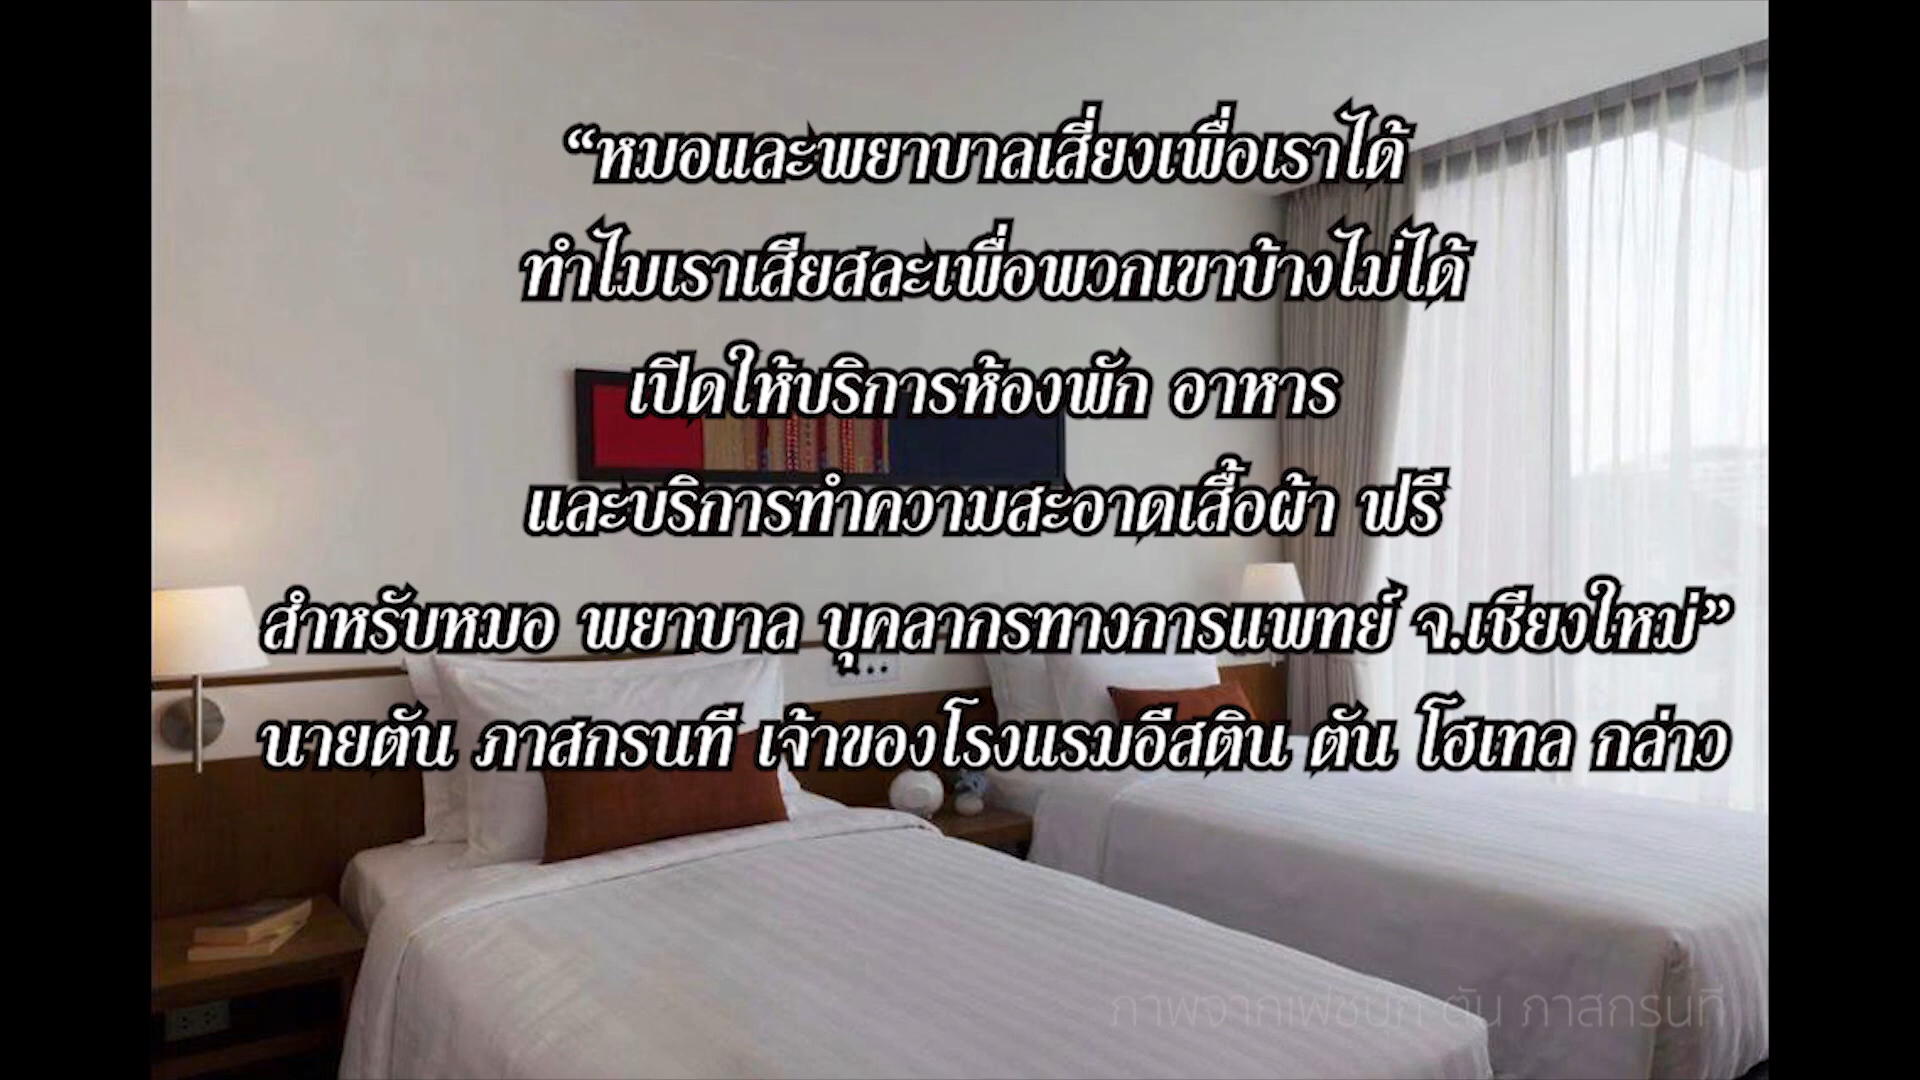 “หมอและพยาบาลเสี่ยงเพื่อเราได้
ทำไมเราเสียสละเพื่อพวกเขาบ้างไม่ได้
เปิดให้บริการห้องพัก อาหาร
และบริการทำความสะอาดเสื้อผ้า ฟรี
สำหรับหมอ พยาบาล บุคลากรทางการแพทย์ จ.เชียงใหม่”
นายตัน ภาสกรนที เจ้าของโรงแรมอีสติน ตัน โฮเทล กล่าว
ภาพจากเฟซบุ๊ก ตัน ภาสกรนที